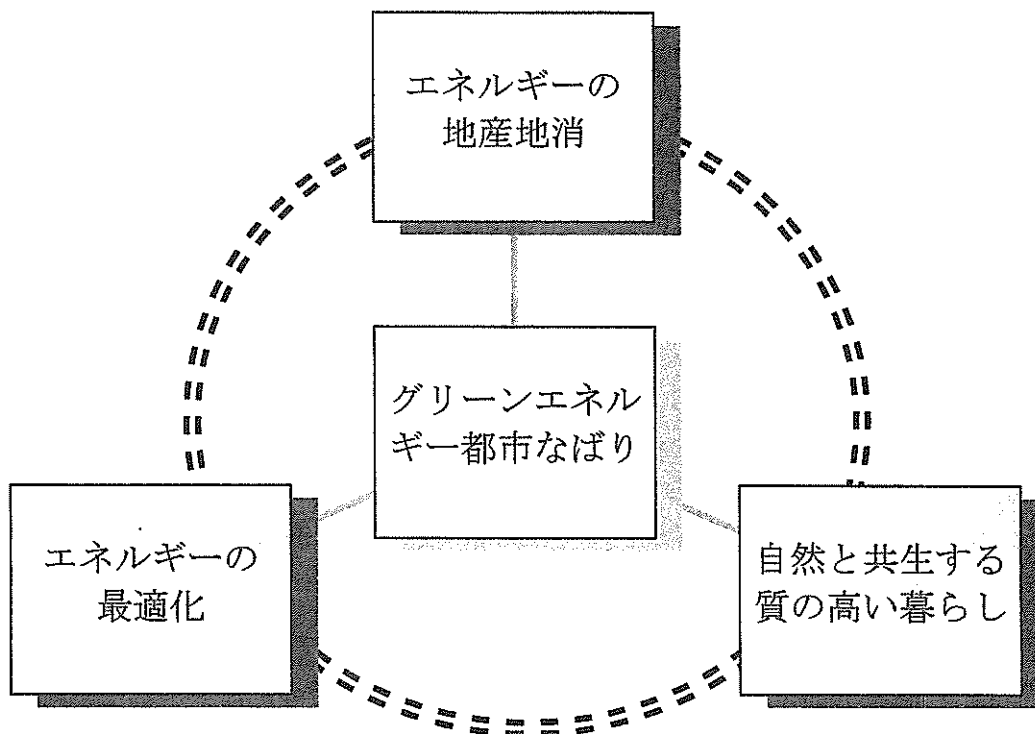 エネルギーの
地産地消
グリーンエネル
ギー都市なばり
エネルギーの
最適化
自然と共生する
質の高い暮らし